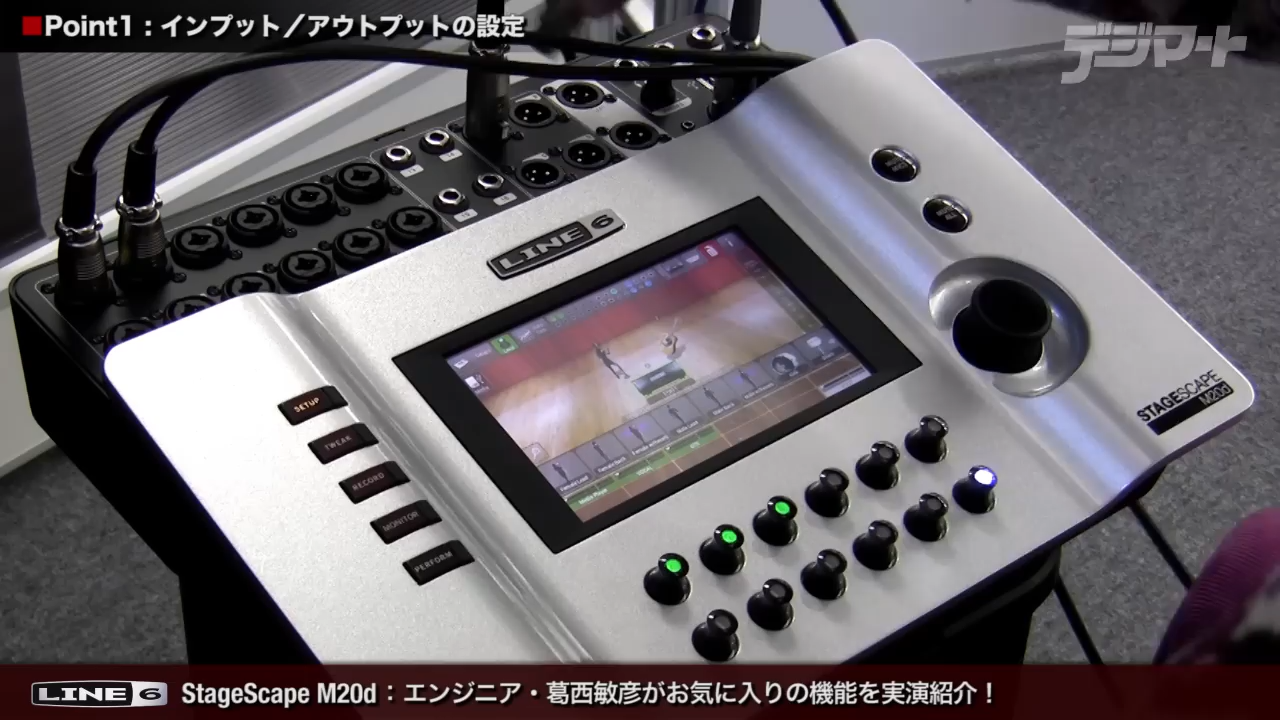 ■Point1：インプット／アウトプットの設定
デジマート
LINE 6
SETUP
TWEAK
RECORD
MONITOR
PERFORM
STAGESCAPE
M20d
LINE 6 StageScape M20d：エンジニア・葛西敏彦がお気に入りの機能を実演紹介！